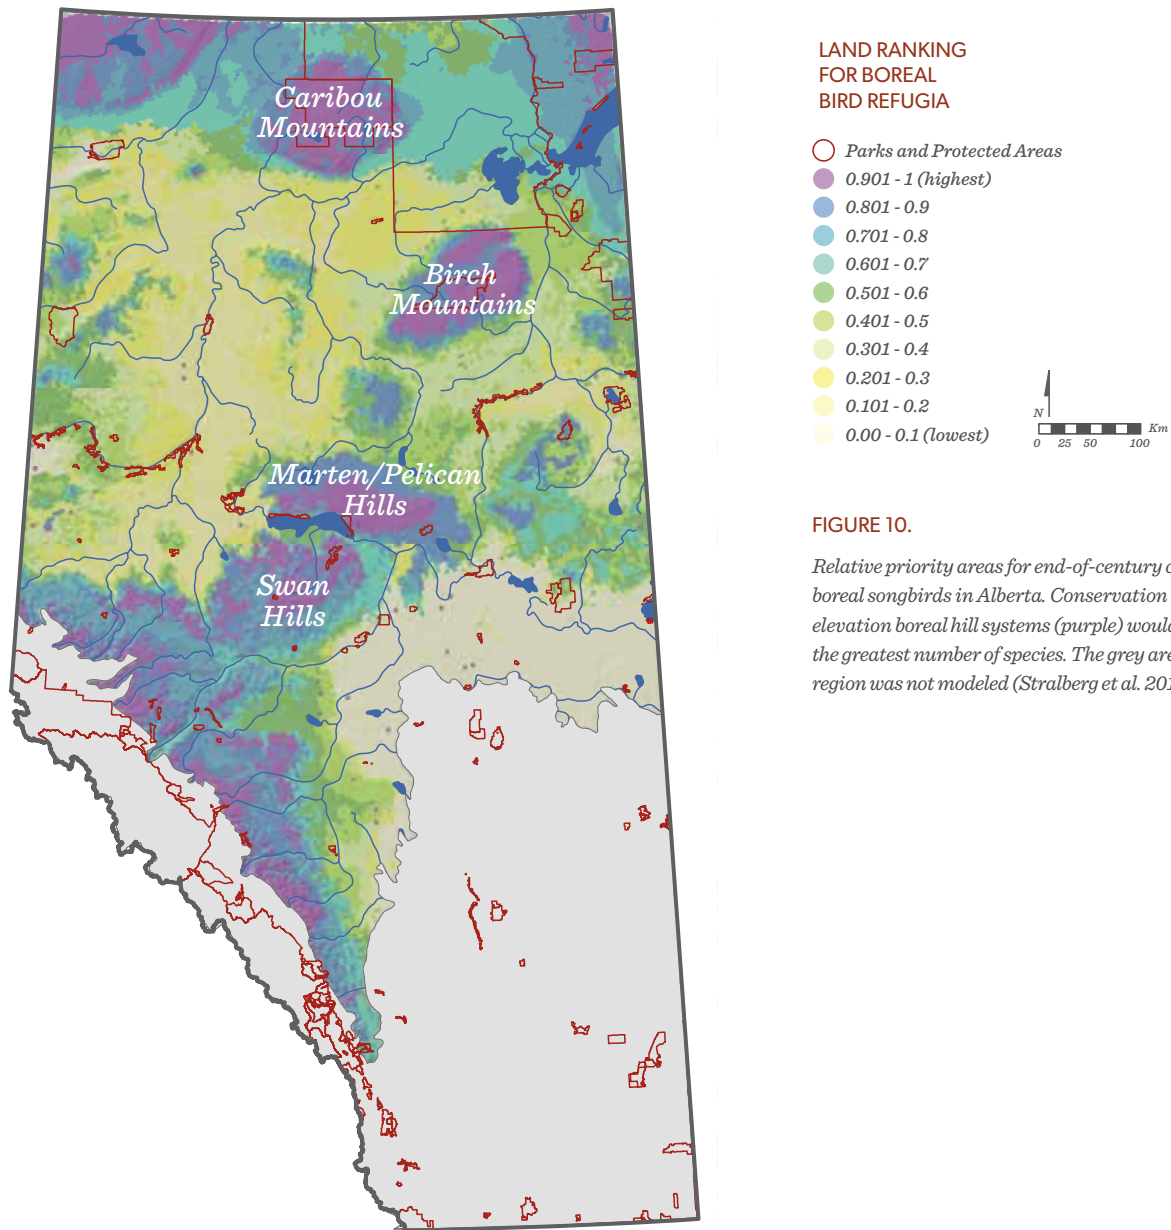 Caribou
Mountains
Birch
Mountains
Marten/Pelican
Hills
Swan
Hills
LAND RANKING
FOR BOREAL
BIRD REFUGIA
Parks and Protected Areas
0.901 - 1 (highest)
0.801 - 0.9
0.701 - 0.8
0.601 - 0.7
0.501 - 0.6
0.401 - 0.5
0.301 - 0.4
0.201 - 0.3
0.101 - 0.2
0.00 - 0.1 (lowest)
N
Km
0 25 50 100
FIGURE 10.
Relative priority areas for end-of-century
boreal songbirds in Alberta. Conservation
elevation boreal hill systems (purple) would
the greatest number of species. The grey
region was not modeled (Stralberg et al.